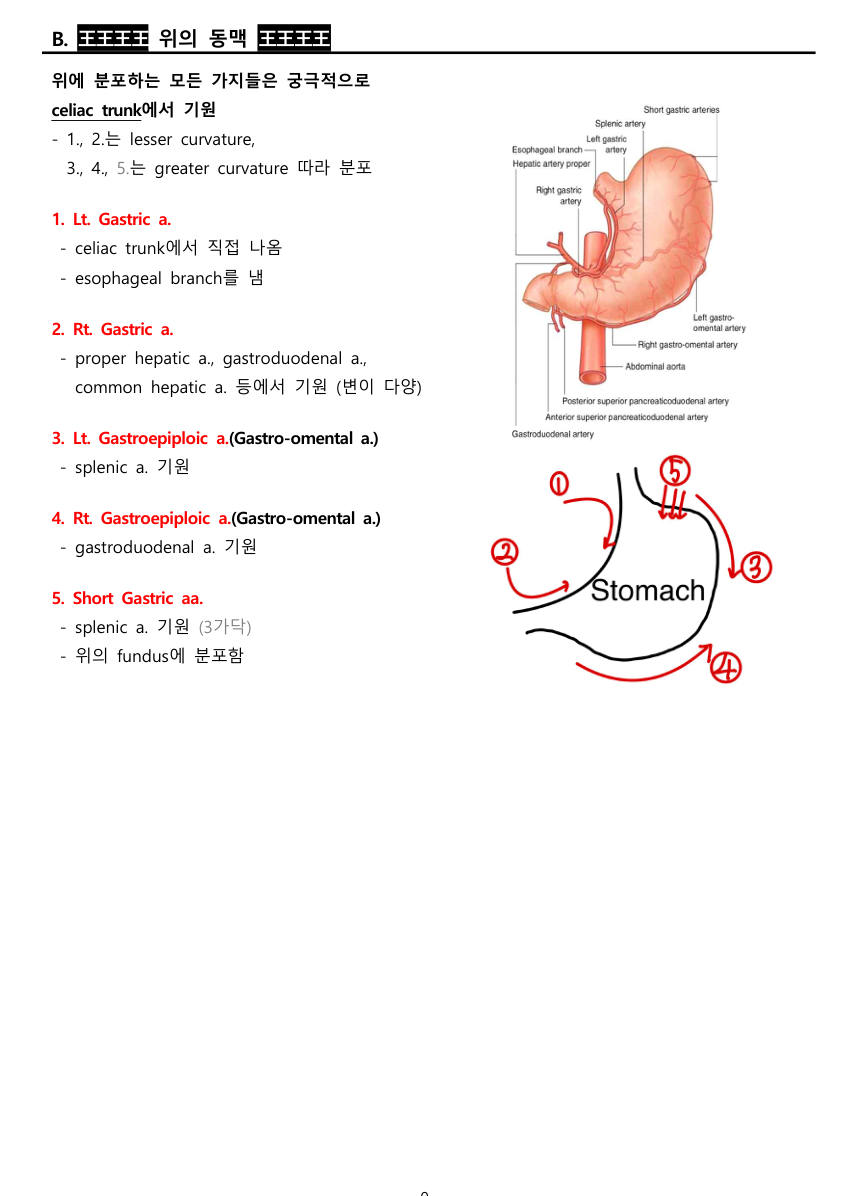 B. 위의 동맥
위에 분포하는 모든 가지들은 궁극적으로
celiac trunk에서 기원
- 1., 2.는 lesser curvature,
3., 4., 5.는 greater curvature 따라 분포
1. Lt. Gastric a.
- celiac trunk에서 직접 나옴
- esophageal branch를 냄
2. Rt. Gastric a.
- proper hepatic a., gastroduodenal a.,
common hepatic a. 등에서 기원 (변이 다양)
3. Lt. Gastroepiploic a.(Gastro-omental a.)
- splenic a. 기원
4. Rt. Gastroepiploic a.(Gastro-omental a.)
- gastroduodenal a. 기원
5. Short Gastric aa.
- splenic a. 기원 (3가닥)
- 위의 fundus에 분포함
Short gastric arteries
Splenic artery
Left gastric
artery
Esophageal branch
Hepatic artery proper
Right gastric
artery
Left gastro-
omental artery
Right gastro-omental artery
Abdominal aorta
Posterior superior pancreaticoduodenal artery
Anterior superior pancreaticoduodenal artery
Gastroduodenal artery
①
⑤
②
③
Stomach
④